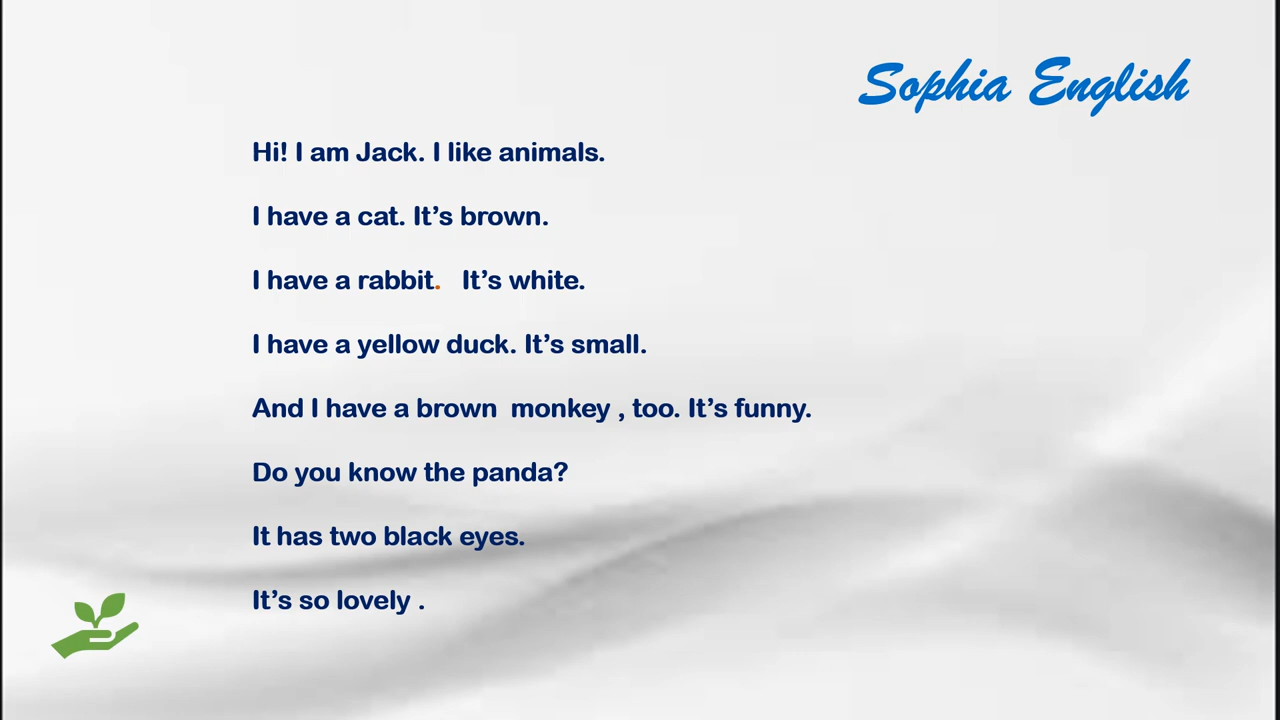 Sophia English
Hi! I am Jack. I like animals.
I have a cat. It’s brown.
I have a rabbit.   It’s white.
I have a yellow duck. It’s small.
And I have a brown  monkey , too. It’s funny.
Do you know the panda?
It has two black eyes.
It’s so lovely .